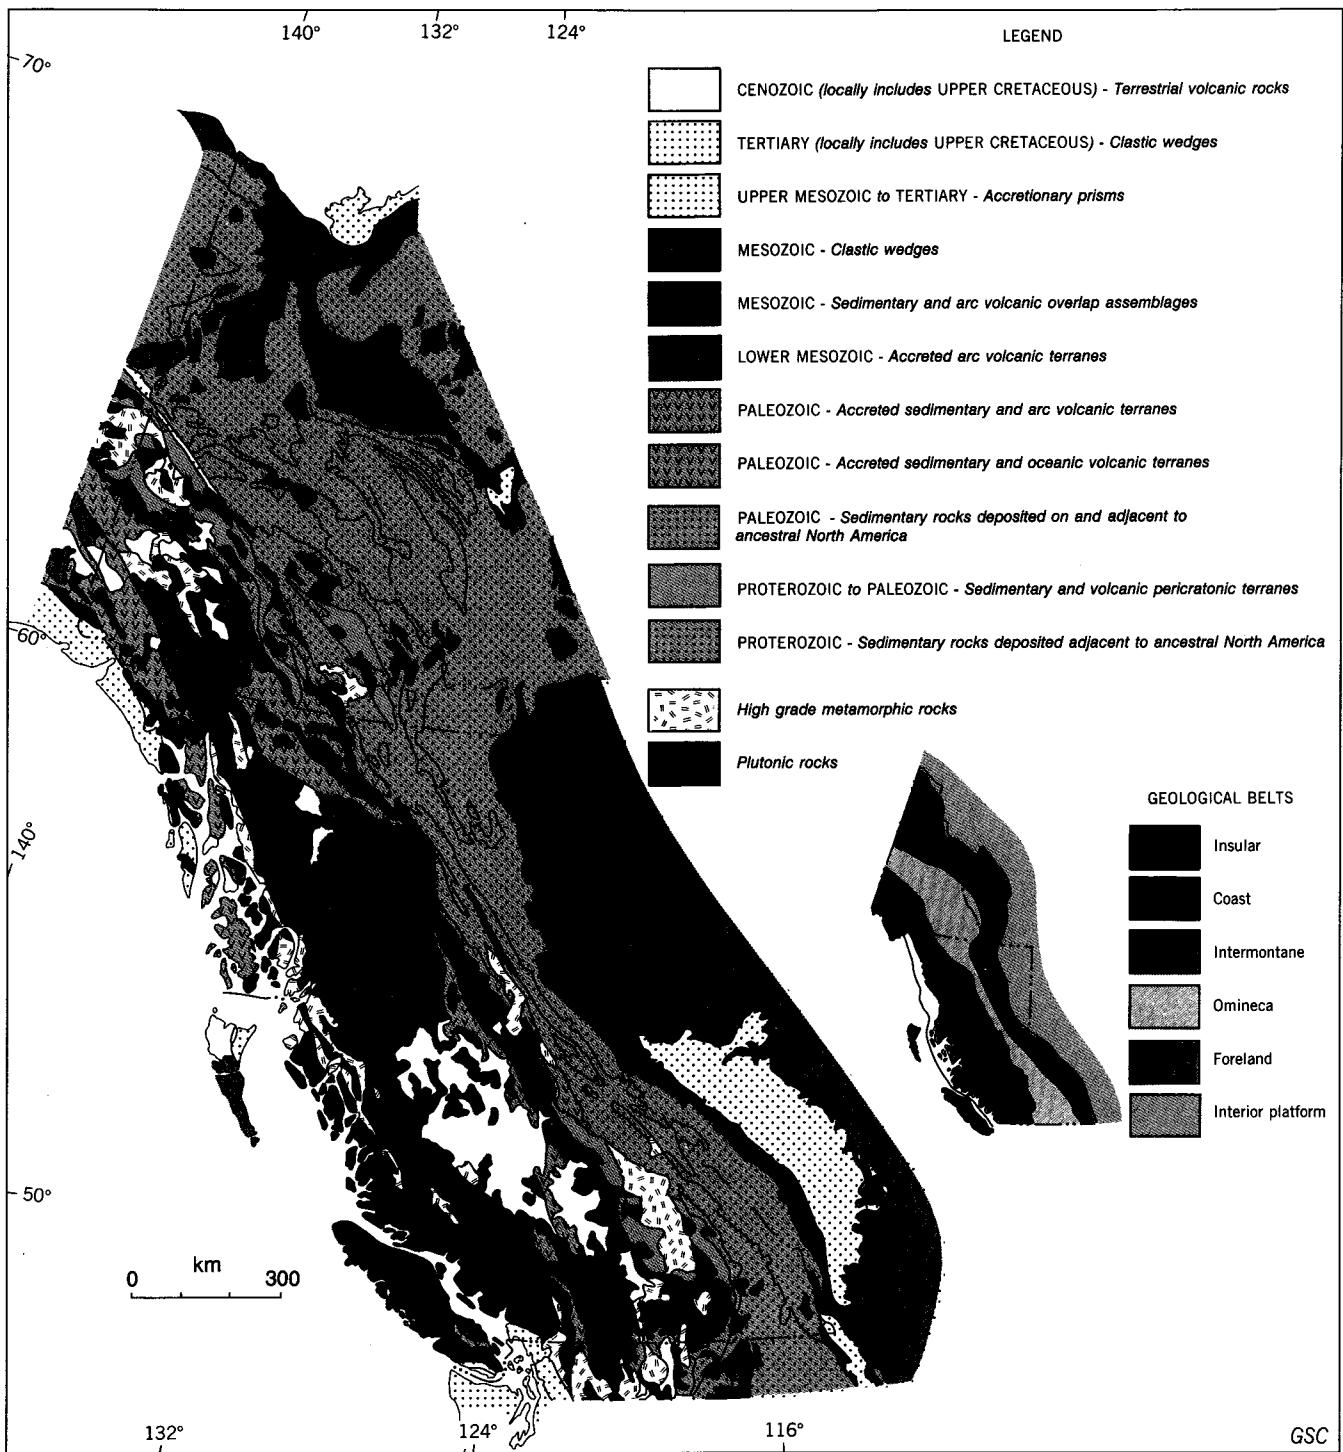 140° 132° 124°
70°
60°
140°
50°
km
0 300
132° 124° 116°
LEGEND
CENOZOIC (locally includes UPPER CRETACEOUS) - Terrestrial volcanic rocks
TERTIARY (locally includes UPPER CRETACEOUS) - Clastic wedges
UPPER MESOZOIC to TERTIARY - Accretionary prisms
MESOZOIC - Clastic wedges
MESOZOIC - Sedimentary and arc volcanic overlap assemblages
LOWER MESOZOIC - Accreted arc volcanic terranes
PALEOZOIC - Accreted sedimentary and arc volcanic terranes
PALEOZOIC - Accreted sedimentary and oceanic volcanic terranes
PALEOZOIC - Sedimentary rocks deposited on and adjacent to
ancestral North America
PROTEROZOIC to PALEOZOIC - Sedimentary and volcanic pericratonic terranes
PROTEROZOIC - Sedimentary rocks deposited adjacent to ancestral North America
High grade metamorphic rocks
Plutonic rocks
GEOLOGICAL BELTS
Insular
Coast
Intermontane
Omineca
Foreland
Interior platform
GSC